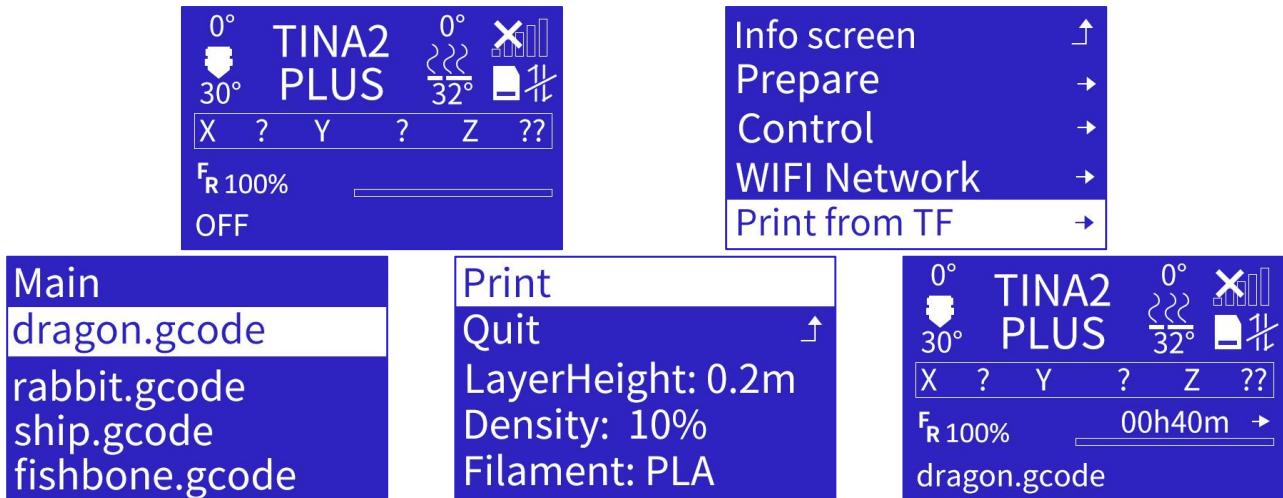 0° TINA2 0°
30° PLUS 32°
X ? Y ? Z ??
FR 100%
OFF
Info screen
Prepare
Control
WIFI Network
Print from TF
Main
dragon.gcode
rabbit.gcode
ship.gcode
fishbone.gcode
Print
Quit
LayerHeight: 0.2m
Density: 10%
Filament: PLA
0° TINA2 0°
30° PLUS 32°
X ? Y ? Z ??
FR 100% 00h40m
dragon.gcode